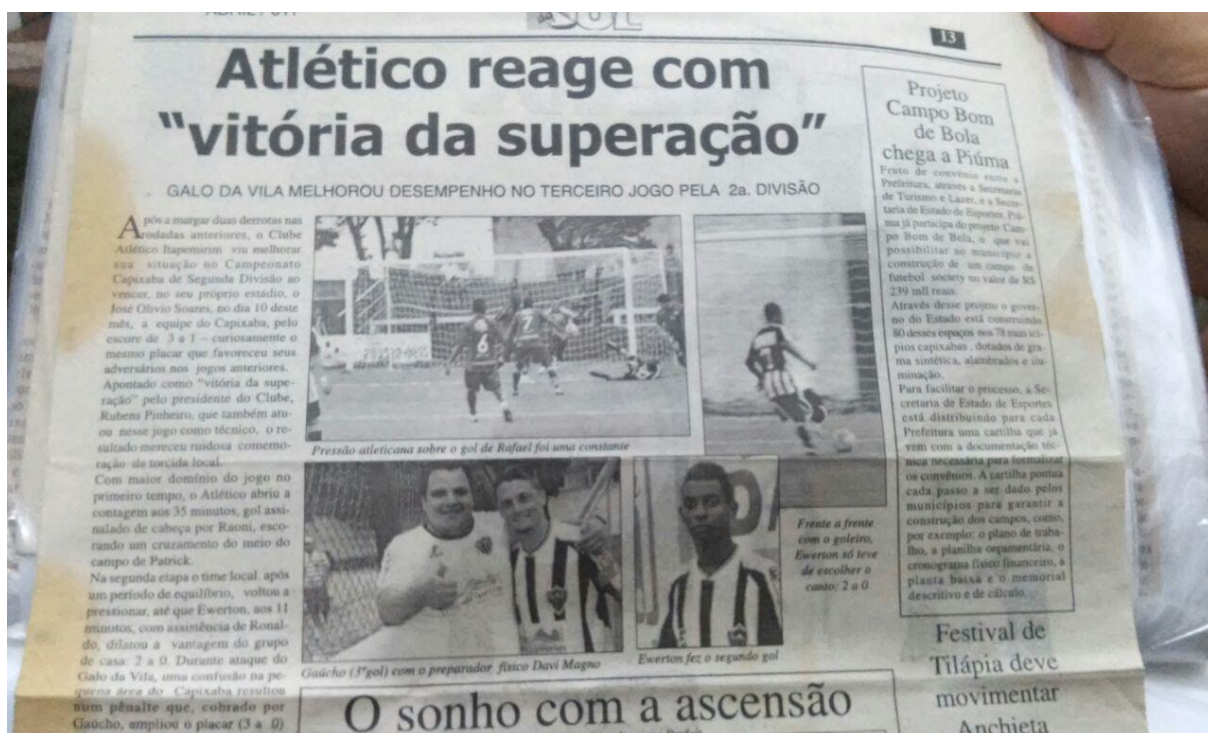 SUL
13
Atlético reage com
“vitória da superação”
GALO DA VILA MELHOROU DESEMPENHO NO TERCEIRO JOGO PELA 2a. DIVISÃO
Após a margar duas derrotas nas
rodadas anteriores, o Clube
Atlético Itapemirim viu melhorar
sua situação no Campeonato
Capixaba de Segunda Divisão ao
vencer, no seu próprio estádio, o
José Olivio Soares, no dia 10 deste
mês, a equipe do Capixaba, pelo
escore de 3 a 1 – curiosamente o
mesmo placar que favoreceu seus
adversários nos jogos anteriores.
Apontado como “vitória da supe-
ração” pelo presidente do Clube,
Rubens Pinheiro, que também atu-
ou nesse jogo como técnico, o re-
sultado mereceu ruidosa comemo-
ração da torcida local.
Com maior domínio do jogo no
primeiro tempo, o Atlético abriu a
contagem aos 35 minutos, gol assi-
nalado de cabeça por Raoni, esco-
rando um cruzamento do meio do
campo de Patrick.
Na segunda etapa o time local. após
um período de equilíbrio, voltou a
pressionar, até que Ewerton, aos 11
minutos, com assistência de Ronal-
do, dilatou a vantagem do grupo
de casa: 2 a 0. Durante ataque do
Galo da Vila, uma confusão na pe-
quena área do Capixaba resultou
num pênalte que, cobrado por
Gaúcho, ampliou o placar (3 a 0)
6
7
Pressão atleticana sobre o gol de Rafael foi uma constante
Frente a frente
com o goleiro,
Ewerton só teve
de escolher o
canto: 2 a 0
Gaúcho (3ºgol) com o preparador físico Davi Magno
Ewerton fez o segundo gol
O sonho com a ascensão
Projeto
Campo Bom
de Bola
chega a Piúma
Fruto de convênio entre a
Prefeitura, através a Secretaria
de Turismo e Lazer, e a Secre-
taria de Estado de Esportes, Piú-
ma já participa do projeto Cam-
po Bom de Bola, o que vai
possibilitar ao município a
construção de um campo de
futebol society no valor de R$
239 mil reais.
Através desse projeto o gover-
no do Estado está construindo
80 desses espaços nos 78 municí-
pios capixabas, dotados de gra-
ma sintética, alambrados e ilu-
minação.
Para facilitar o processo, a Se-
cretaria de Estado de Esportes
está distribuindo para cada
Prefeitura uma cartilha que já
vem com a documentação téc-
nica necessária para formalizar
os convênios. A cartilha pontua
cada passo a ser dado pelos
municípios para garantir a
construção dos campos, como,
por exemplo: o plano de traba-
lho, a planilha orçamentária, o
cronograma físico financeiro, a
planta baixa e o memorial
descritivo e de cálculo.
Festival de
Tilápia deve
movimentar
Anchieta